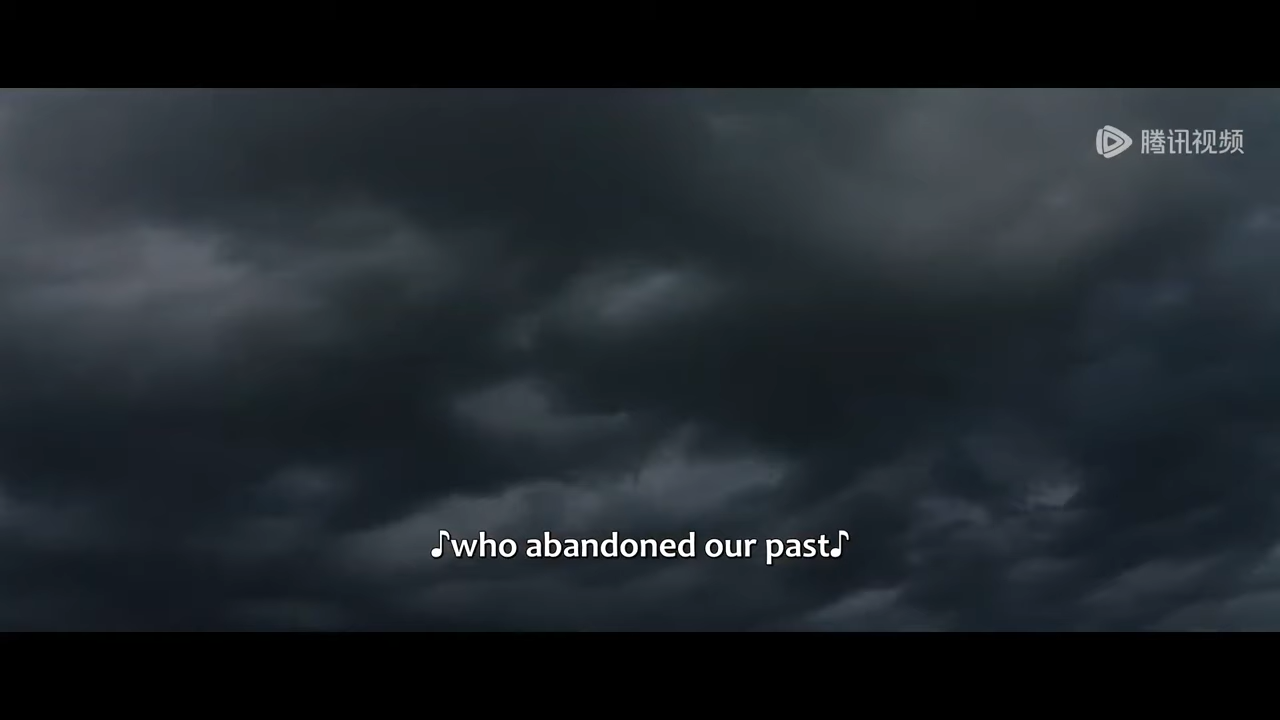 腾讯视频
♪who abandoned our past♪